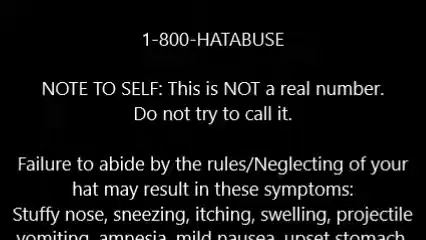 1-800-HATABUSE
NOTE TO SELF: This is NOT a real number.
Do not try to call it.
Failure to abide by the rules/Neglecting of your
hat may result in these symptoms:
Stuffy nose, sneezing, itching, swelling, projectile
vomiting, amnesia, mild nausea, upset stomach,